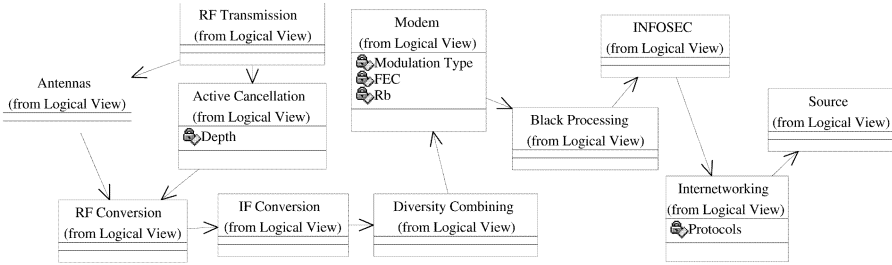 RF Transmission
(from Logical View)
Antennas
(from Logical View)
Active Cancellation
(from Logical View)
Depth
RF Conversion
(from Logical View)
IF Conversion
(from Logical View)
Diversity Combining
(from Logical View)
Modem
(from Logical View)
Modulation Type
FEC
Rb
Black Processing
(from Logical View)
INFOSEC
(from Logical View)
Internetworking
(from Logical View)
Protocols
Source
(from Logical View)